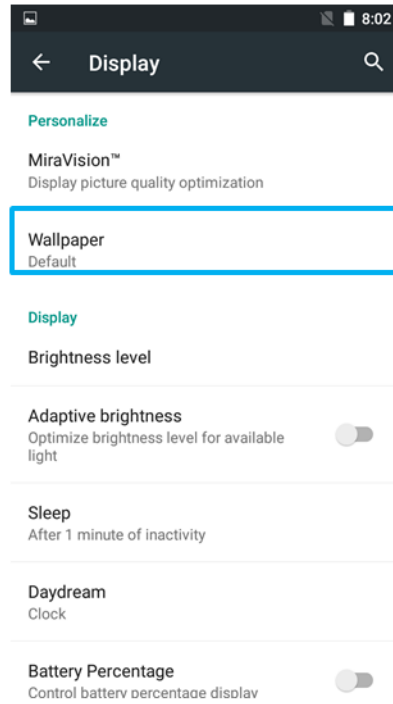 8:02
Display
Personalize
MiraVision™
Display picture quality optimization
Wallpaper
Default
Display
Brightness level
Adaptive brightness
Optimize brightness level for available
light
Sleep
After 1 minute of inactivity
Daydream
Clock
Battery Percentage
Control battery percentage display